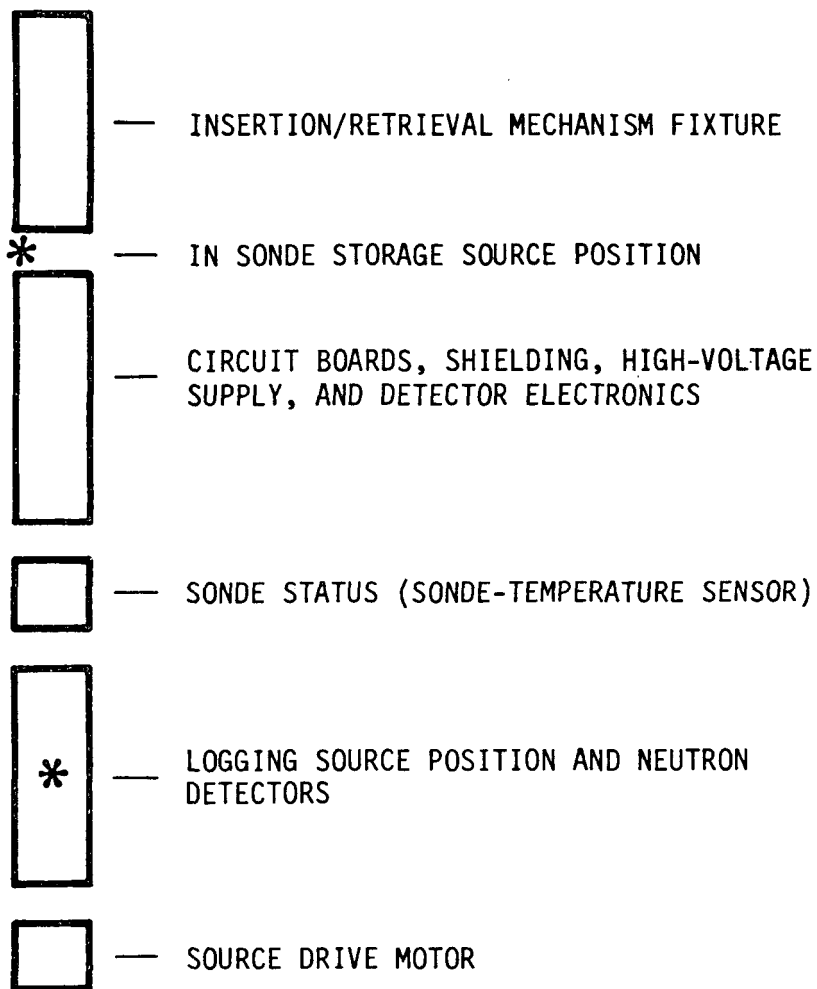 INSERTION/RETRIEVAL MECHANISM FIXTURE
* IN SONDE STORAGE SOURCE POSITION
CIRCUIT BOARDS, SHIELDING, HIGH-VOLTAGE
SUPPLY, AND DETECTOR ELECTRONICS
SONDE STATUS (SONDE-TEMPERATURE SENSOR)
* LOGGING SOURCE POSITION AND NEUTRON
DETECTORS
SOURCE DRIVE MOTOR